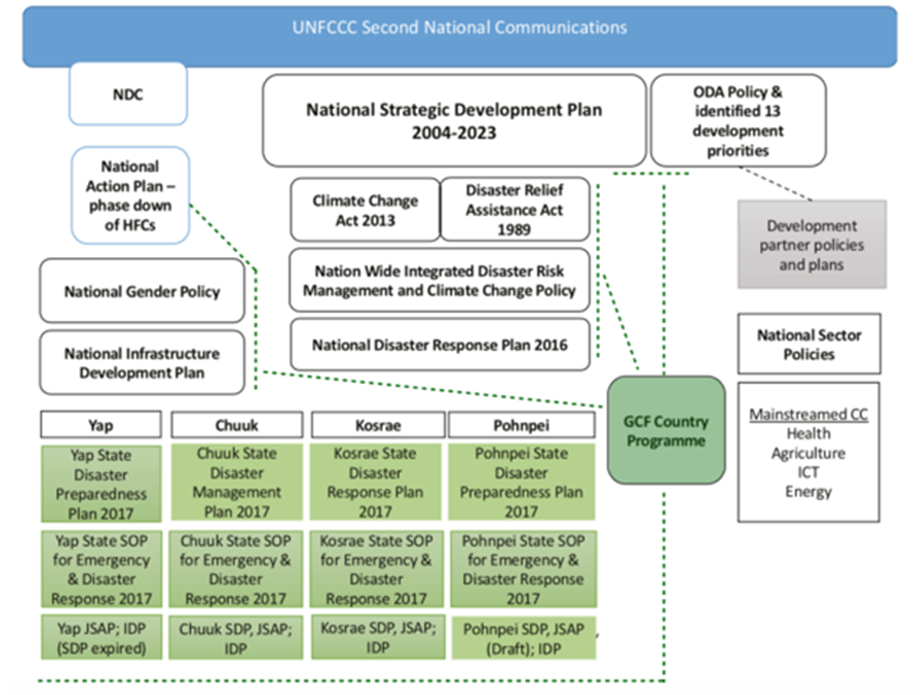 UNFCCC Second National Communications
NDC
National Strategic Development Plan
2004-2023
ODA Policy &
identified 13
development
priorities
National
Action Plan –
phase down
of HFCs
Climate Change
Act 2013
Disaster Relief
Assistance Act
1989
Development
partner policies
and plans
National Gender Policy
Nation Wide Integrated Disaster Risk
Management and Climate Change Policy
National Infrastructure
Development Plan
National Disaster Response Plan 2016
National Sector
Policies
GCF Country
Programme
Mainstreamed CC
Health
Agriculture
ICT
Energy
Yap
Chuuk
Kosrae
Pohnpei
Yap State
Disaster
Preparedness
Plan 2017
Chuuk State
Disaster
Management
Plan 2017
Kosrae State
Disaster
Response Plan
2017
Pohnpei State
Disaster
Preparedness Plan
2017
Yap State SOP
for Emergency
& Disaster
Response 2017
Chuuk State SOP
for Emergency &
Disaster
Response 2017
Kosrae State SOP
for Emergency &
Disaster
Response 2017
Pohnpei State SOP
for Emergency &
Disaster Response
2017
Yap JSAP; IDP
(SDP expired)
Chuuk SDP, JSAP;
IDP
Kosrae SDP, JSAP;
IDP
Pohnpei SDP, JSAP
(Draft); IDP